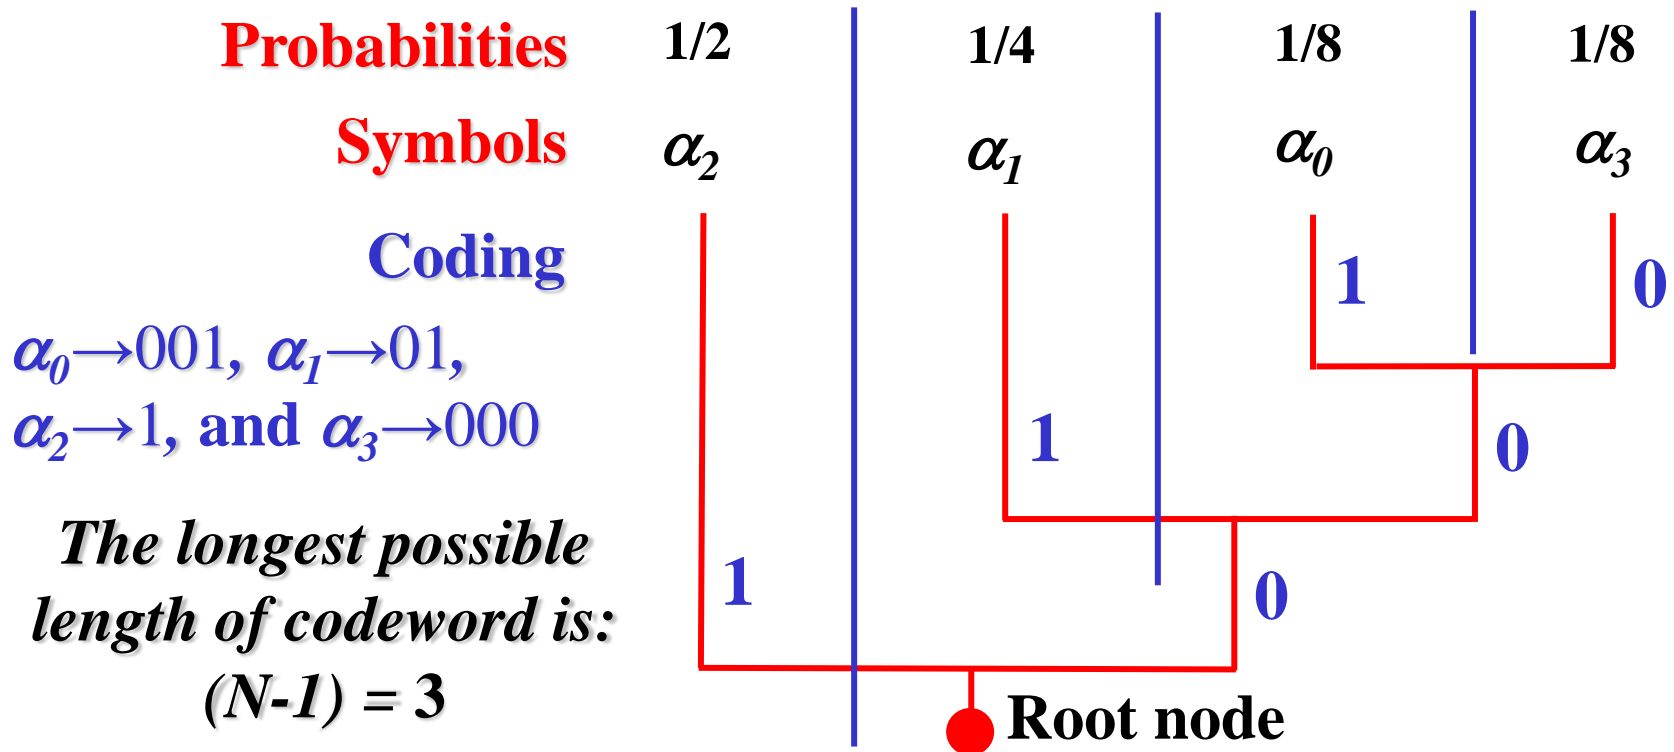 Probabilities 1/2 1/4 1/8 1/8
Symbols α2 α1 α0 α3
Coding
1 0
α0→001, α1→01,
α2→1, and α3→000
1 0
The longest possible
length of codeword is:
(N-1) = 3
1 0
Root node